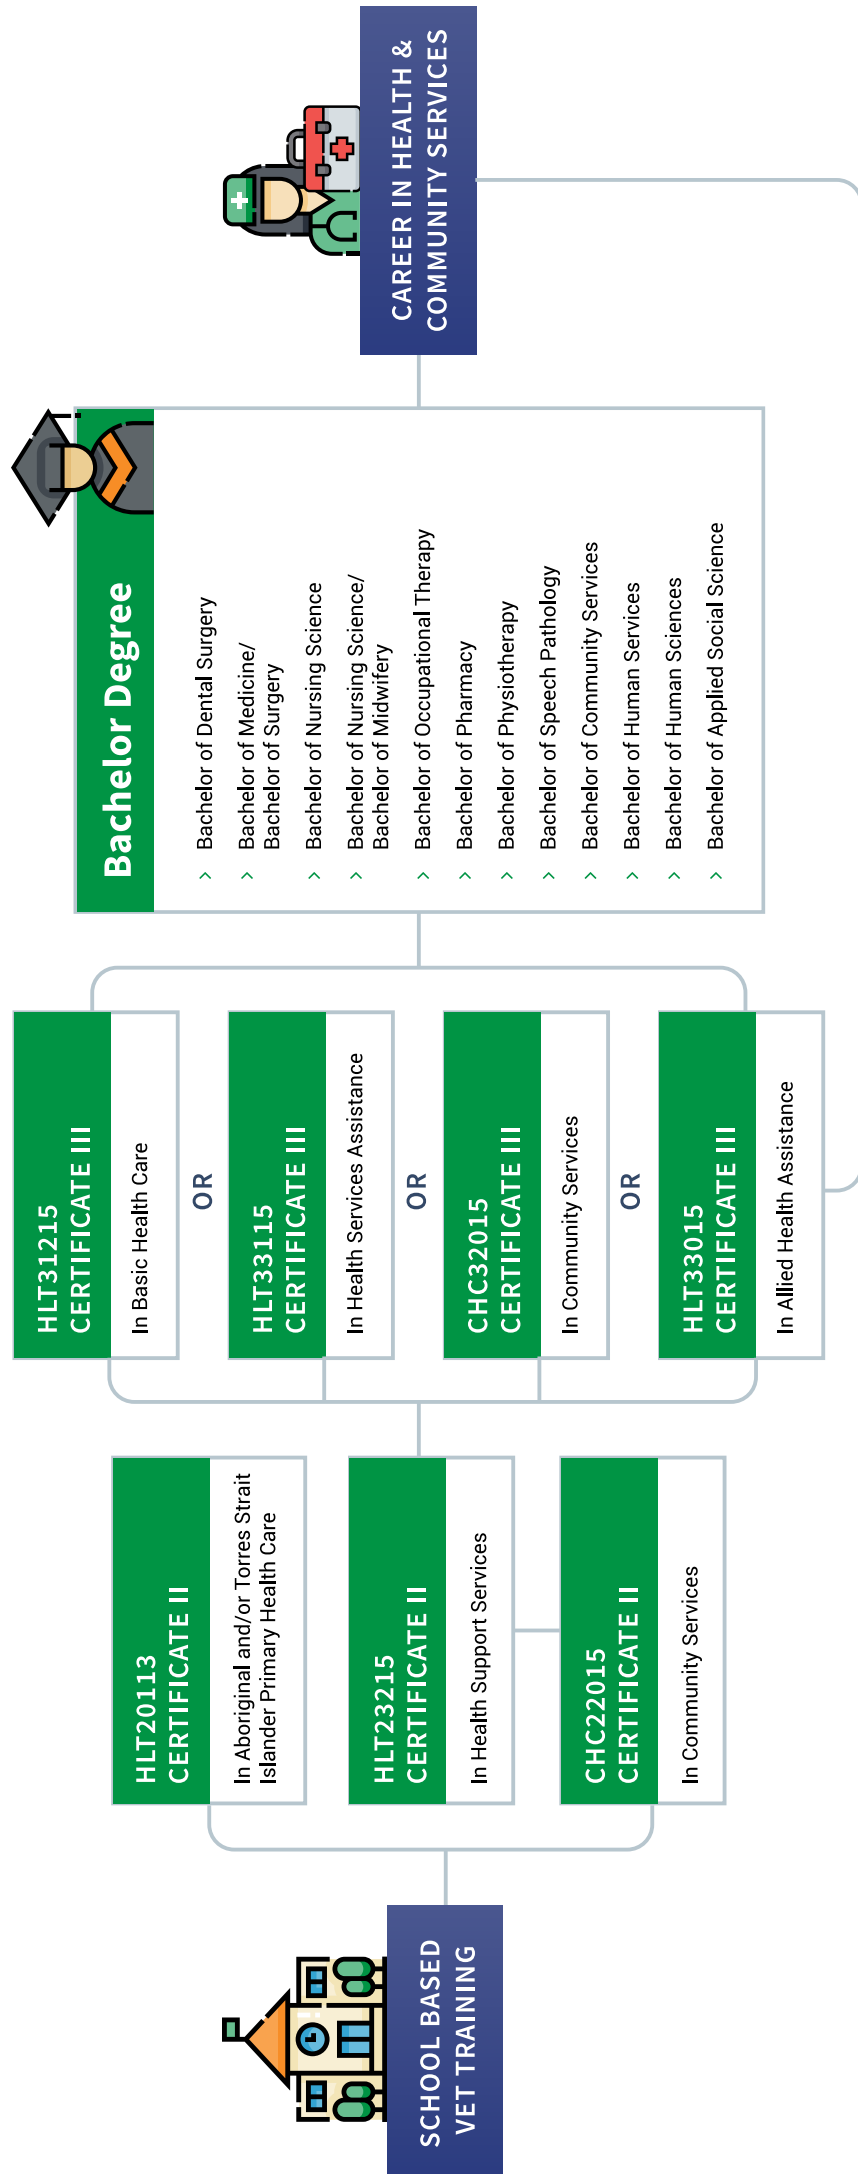 SCHOOL BASED
VET TRAINING
HLT20113
CERTIFICATE II
In Aboriginal and/or Torres Strait
Islander Primary Health Care
HLT23215
CERTIFICATE II
In Health Support Services
CHC22015
CERTIFICATE II
In Community Services
HLT31215
CERTIFICATE III
In Basic Health Care
OR
HLT33115
CERTIFICATE III
In Health Services Assistance
OR
CHC32015
CERTIFICATE III
In Community Services
OR
HLT33015
CERTIFICATE III
In Allied Health Assistance
Bachelor Degree
> Bachelor of Dental Surgery
> Bachelor of Medicine/
Bachelor of Surgery
> Bachelor of Nursing Science
> Bachelor of Nursing Science/
Bachelor of Midwifery
> Bachelor of Occupational Therapy
> Bachelor of Pharmacy
> Bachelor of Physiotherapy
> Bachelor of Speech Pathology
> Bachelor of Community Services
> Bachelor of Human Services
> Bachelor of Human Sciences
> Bachelor of Applied Social Science
CAREER IN HEALTH &
COMMUNITY SERVICES